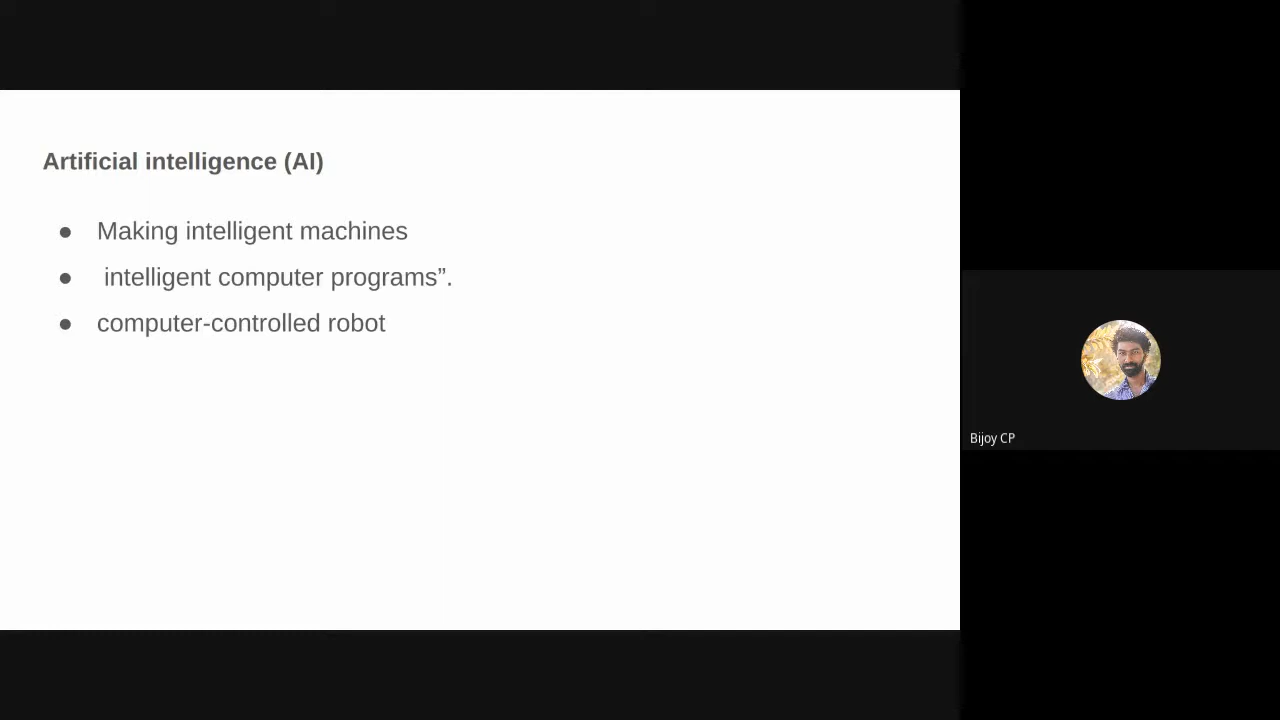 Artificial intelligence (AI)
● Making intelligent machines
● intelligent computer programs”.
● computer-controlled robot
Bijoy CP